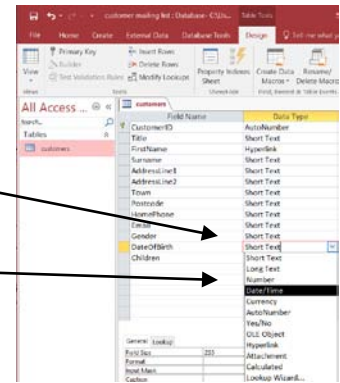 customer mailing list : Database- C:\Us...
Table Tools
File Home Create External Data Database Tools Design Tell me what you
View
Primary Key
Builder
Test Validation Rules
Insert Rows
Delete Rows
Modify Lookups
Property Sheet
Indexes
Create Data Macros
Rename/ Delete Macro
Views
Tools
Show/Hide
Field, Record & Table Events
All Access ...
Search...
Tables
customers
customers
Field Name Data Type
CustomerID AutoNumber
Title Short Text
FirstName Hyperlink
Surname Short Text
AddressLine1 Short Text
AddressLine2 Short Text
Town Short Text
Postcode Short Text
HomePhone Short Text
Email Short Text
Gender Short Text
DateOfBirth Short Text
Children Short Text
Long Text
Number
Date/Time
Currency
AutoNumber
Yes/No
OLE Object
Hyperlink
Attachment
Calculated
Lookup Wizard...
General Lookup
Field Size 255
Format
Input Mask
Caption